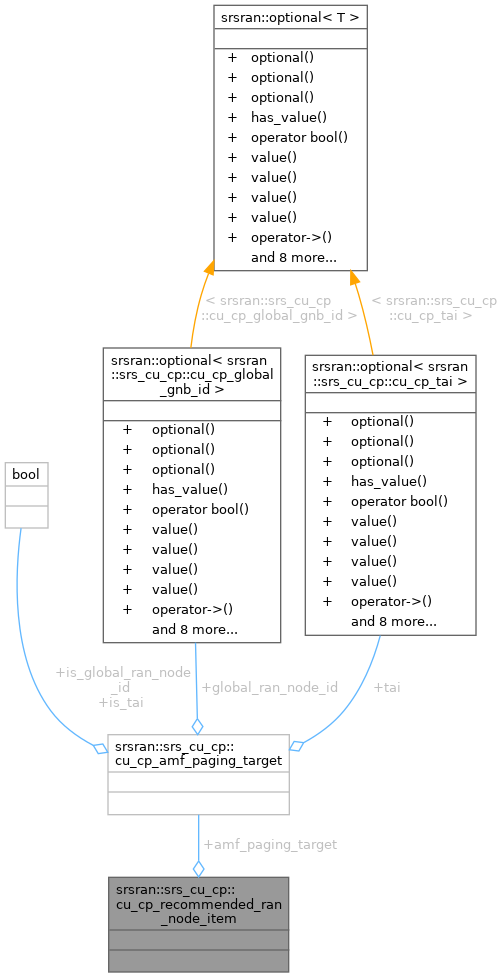 srsran::optional< T >
+ optional()
+ optional()
+ optional()
+ has_value()
+ operator bool()
+ value()
+ value()
+ value()
+ value()
+ operator->()
and 8 more...
< srsran::srs_cu_cp
::cu_cp_global_gnb_id >
< srsran::srs_cu_cp
::cu_cp_tai >
srsran::optional< srsran
::srs_cu_cp::cu_cp_global
_gnb_id >
+ optional()
+ optional()
+ optional()
+ has_value()
+ operator bool()
+ value()
+ value()
+ value()
+ value()
+ operator->()
and 8 more...
srsran::optional< srsran
::srs_cu_cp::cu_cp_tai >
+ optional()
+ optional()
+ optional()
+ has_value()
+ operator bool()
+ value()
+ value()
+ value()
+ value()
+ operator->()
and 8 more...
bool
+is_global_ran_node
_id
+is_tai
+global_ran_node_id
+tai
srsran::srs_cu_cp::
cu_cp_amf_paging_target
+amf_paging_target
srsran::srs_cu_cp::
cu_cp_recommended_ran
_node_item